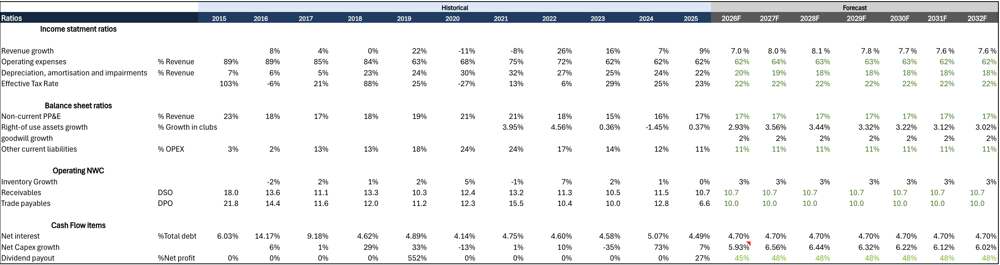 Historical Forecast
Ratios 2015 2016 2017 2018 2019 2020 2021 2022 2023 2024 2025 2026F 2027F 2028F 2029F 2030F 2031F 2032F
Income statment ratios
Revenue growth 8% 4% 0% 22% -11% -8% 26% 16% 7% 9% 7.0 % 8.0 % 8.1 % 7.8 % 7.7 % 7.6 % 7.6 %
Operating expenses % Revenue 89% 89% 85% 84% 63% 68% 75% 72% 62% 62% 62% 62% 64% 63% 63% 63% 62% 62%
Depreciation, amortisation and impairments % Revenue 7% 6% 5% 23% 24% 30% 32% 27% 25% 24% 22% 20% 19% 18% 18% 18% 18% 18%
Effective Tax Rate 103% -6% 21% 88% 25% -27% 13% 6% 29% 25% 23% 22% 22% 22% 22% 22% 22% 22%
Balance sheet ratios
Non-current PP&E % Revenue 23% 18% 17% 18% 19% 21% 21% 18% 15% 16% 17% 17% 17% 17% 17% 17% 17% 17%
Right-of use assets growth % Growth in clubs 3.95% 4.56% 0.36% -1.45% 0.37% 2.93% 3.56% 3.44% 3.32% 3.22% 3.12% 3.02%
goodwill growth 2% 2% 2% 2% 2% 2% 2%
Other current liabilities % OPEX 3% 2% 13% 13% 18% 24% 24% 17% 14% 12% 11% 11% 11% 11% 11% 11% 11% 11%
Operating NWC
Inventory Growth -2% 2% 1% 2% 5% -1% 7% 2% 1% 0% 3% 3% 3% 3% 3% 3% 3%
Receivables DSO 18.0 13.6 11.1 13.3 10.3 12.4 13.2 11.3 10.5 11.5 10.7 10.7 10.7 10.7 10.7 10.7 10.7 10.7
Trade payables DPO 21.8 14.4 11.6 12.0 11.2 12.3 15.5 10.4 10.0 12.8 6.6 10.0 10.0 10.0 10.0 10.0 10.0 10.0
Cash Flow items
Net interest %Total debt 6.03% 14.17% 9.18% 4.62% 4.89% 4.14% 4.75% 4.60% 4.58% 5.07% 4.49% 4.70% 4.70% 4.70% 4.70% 4.70% 4.70% 4.70%
Net Capex growth 6% 1% 29% 33% -13% 1% 10% -35% 73% 7% 5.93% 6.56% 6.44% 6.32% 6.22% 6.12% 6.02%
Dividend payout %Net profit 0% 0% 0% 0% 552% 0% 0% 0% 0% 0% 27% 45% 48% 48% 48% 48% 48% 48%